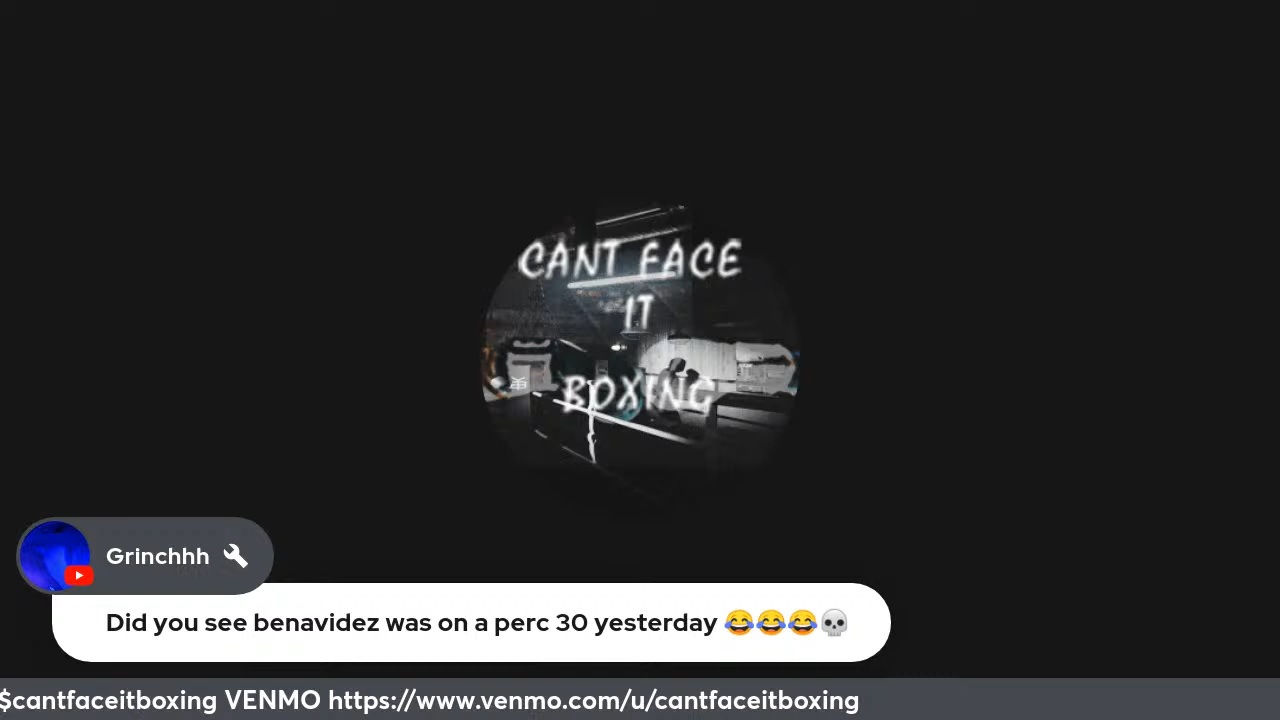 CANT FACE
IT
BOXING
Grinchhh
Did you see benavidez was on a perc 30 yesterday 😂😂😂💀
$cantfaceitboxing VENMO https://www.venmo.com/u/cantfaceitboxing